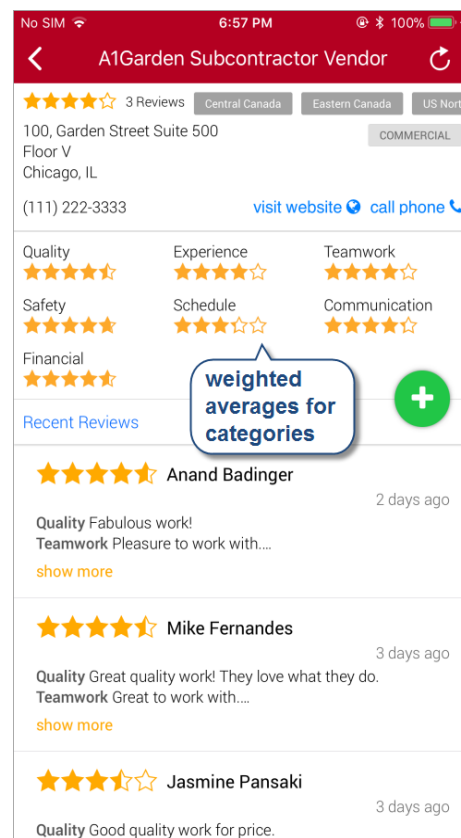 No SIM 6:57 PM 100%
A1Garden Subcontractor Vendor
3 Reviews Central Canada Eastern Canada US Nort
100, Garden Street Suite 500 COMMERCIAL
Floor V
Chicago, IL
(111) 222-3333 visit website call phone
Quality Experience Teamwork
Safety Schedule Communication
Financial
weighted
averages for
categories
Recent Reviews
Anand Badinger
2 days ago
Quality Fabulous work!
Teamwork Pleasure to work with....
show more
Mike Fernandes
3 days ago
Quality Great quality work! They love what they do.
Teamwork Great to work with....
show more
Jasmine Pansaki
3 days ago
Quality Good quality work for price.